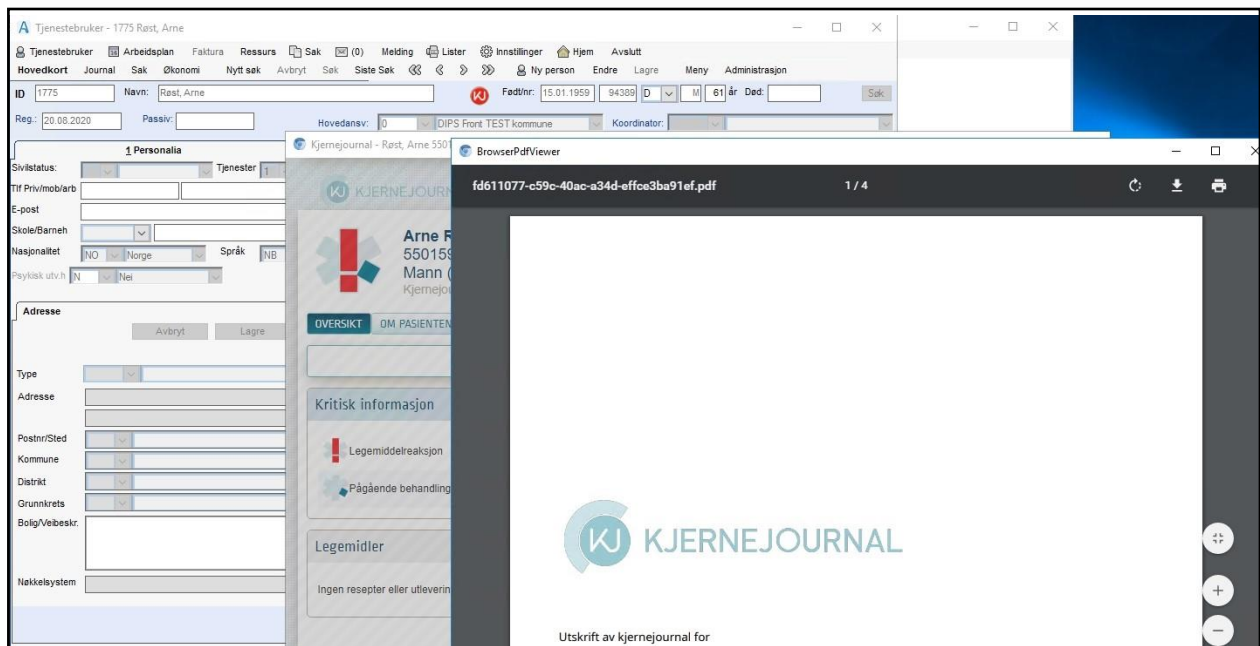 Tjenestebruker - 1775 Røst, Arne
Tjenestebruker Arbeidsplan Faktura Ressurs Sak (0) Melding Lister Innstillinger Hjem Avslutt
Hovedkort Journal Sak Økonomi Nytt søk Avbryt Søk Siste Søk Ny person Endre Lagre Meny Administrasjon
ID 1775 Navn: Røst, Arne KJ Født/nr: 15.01.1959 94389 D M 61 år Død: Søk
Reg.: 20.08.2020 Passiv: Hovedansv: 0 DIPS Front TEST kommune Koordinator:
1 Personalia
Sivilstatus: Tjenester 1
Tlf Priv/mob/arb
E-post
Skole/Barneh
Nasjonalitet NO Norge Språk NB
Psykisk utv.h N Nei
Adresse
Avbryt Lagre
Type
Adresse
Postnr/Sted
Kommune
Distrikt
Grunnkrets
Bolig/Veibeskr.
Nøkkelsystem
Kjernejournal - Røst, Arne 5501
KJ KJERNEJOURN
Arne R
550159
Mann (
Kjernejo
OVERSIKT OM PASIENTEN
Kritisk informasjon
Legemiddelreaksjon
Pågående behandling
Legemidler
Ingen resepter eller utleverin
BrowserPdfViewer
fd611077-c59c-40ac-a34d-effce3ba91ef.pdf 1 / 4
KJ KJERNEJOURNAL
Utskrift av kjernejournal for